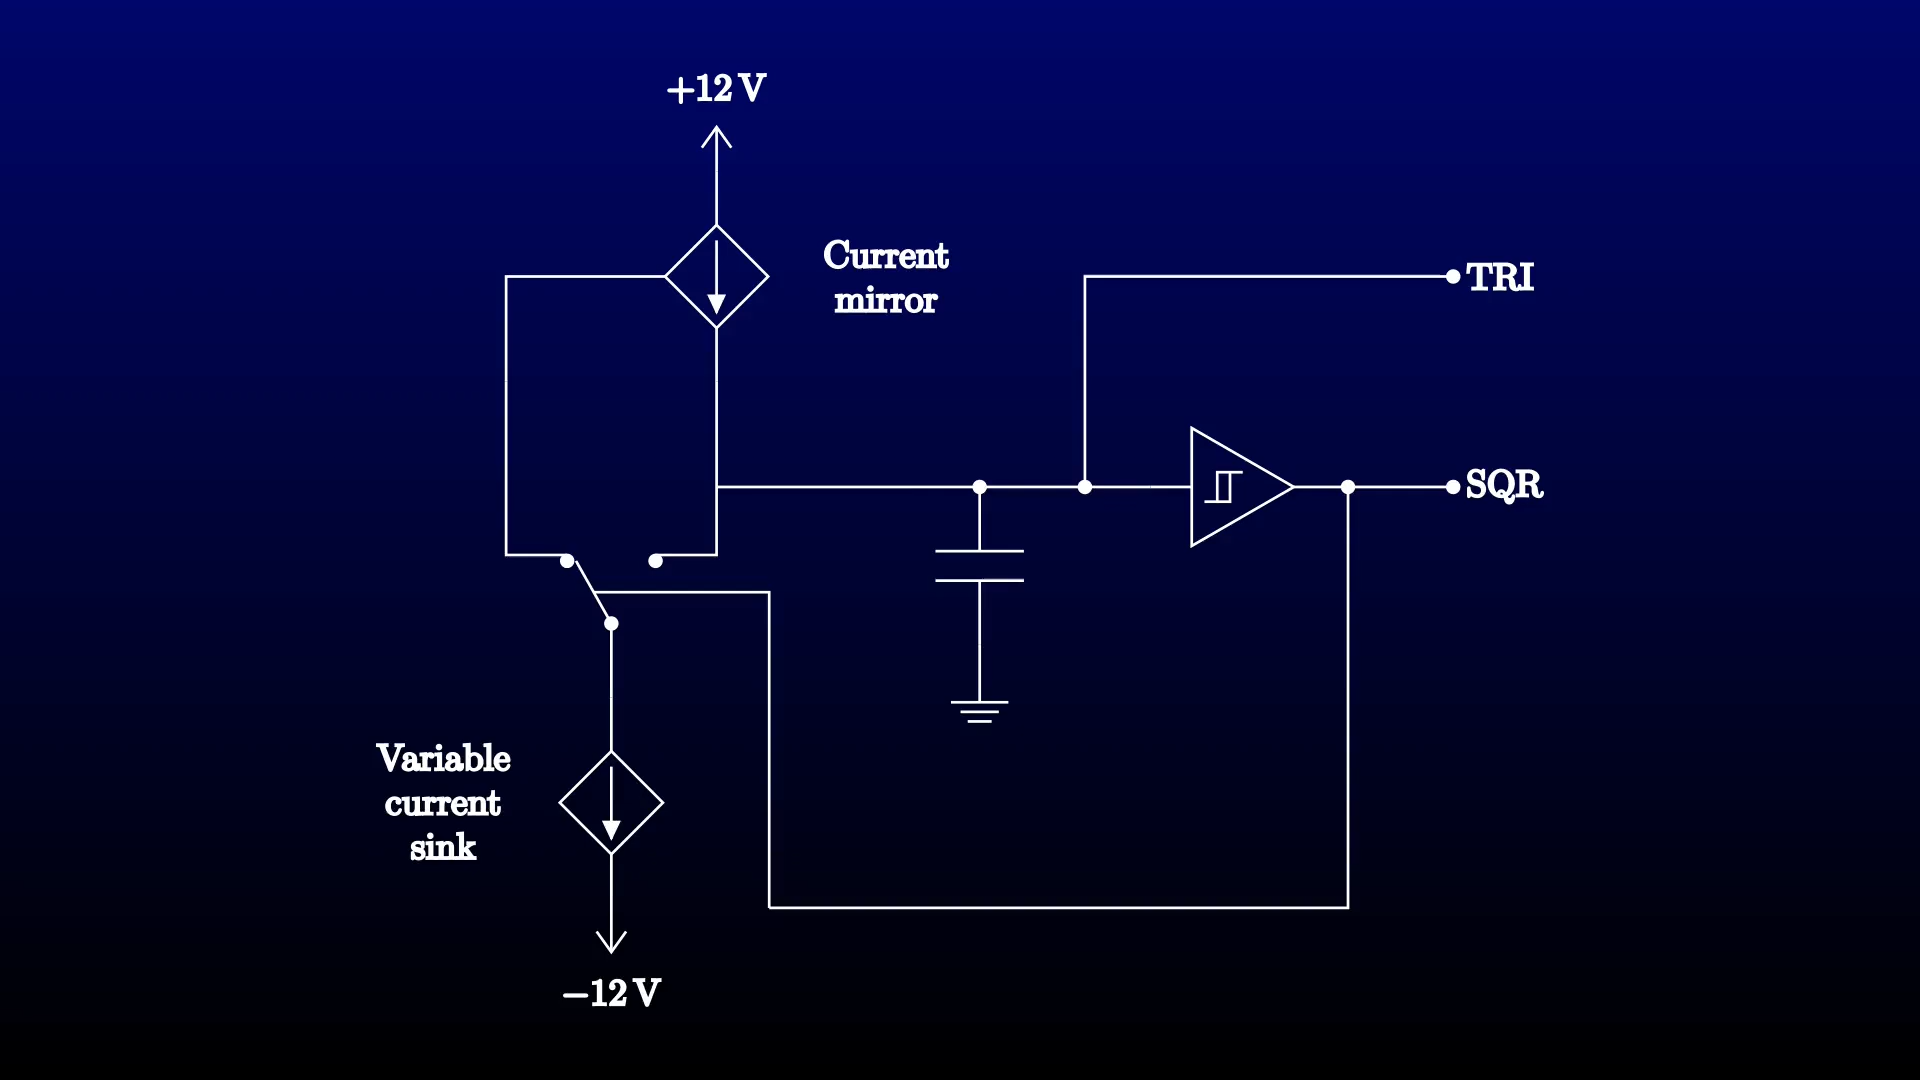 +12 V
Current
mirror
TRI
SQR
Variable
current
sink
−12 V